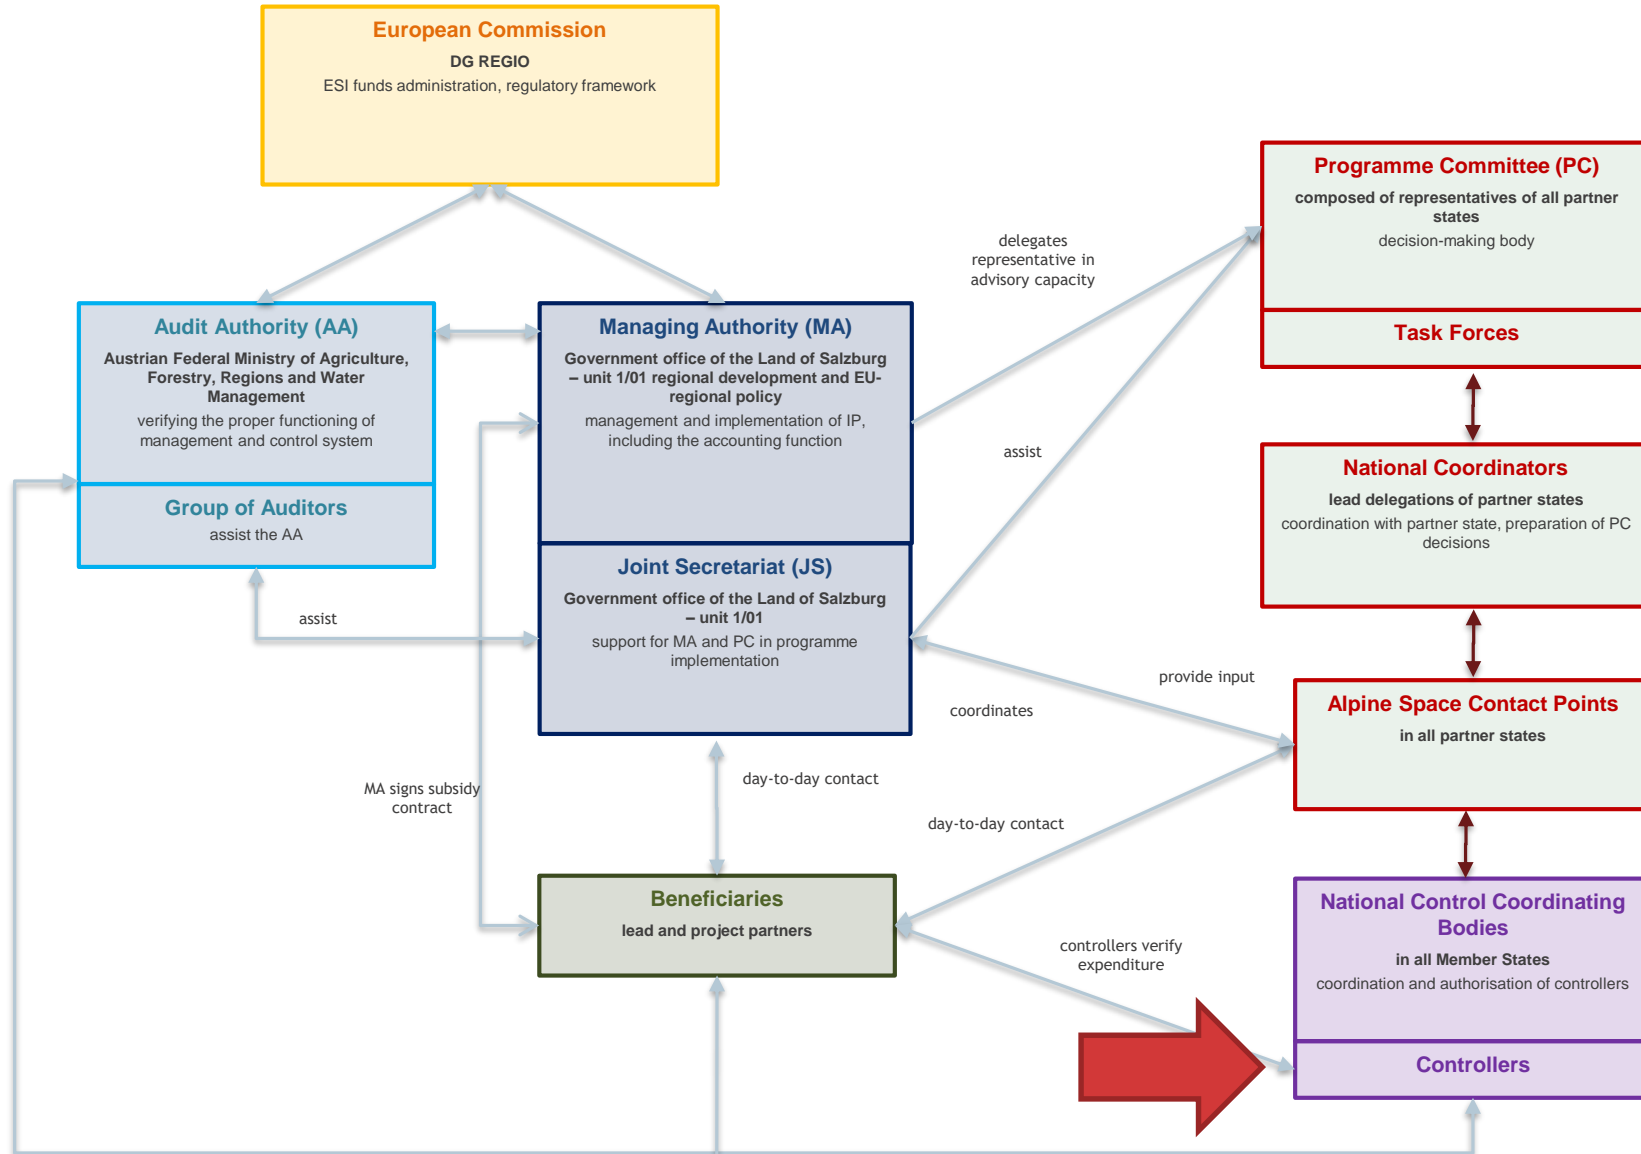 European Commission
DG REGIO
ESI funds administration, regulatory framework
Programme Committee (PC)
composed of representatives of all partner
states
decision-making body
Task Forces
delegates
representative in
advisory capacity
Audit Authority (AA)
Austrian Federal Ministry of Agriculture,
Forestry, Regions and Water
Management
verifying the proper functioning of
management and control system
Group of Auditors
assist the AA
Managing Authority (MA)
Government office of the Land of Salzburg
– unit 1/01 regional development and EU-
regional policy
management and implementation of IP,
including the accounting function
Joint Secretariat (JS)
Government office of the Land of Salzburg
– unit 1/01
support for MA and PC in programme
implementation
assist
National Coordinators
lead delegations of partner states
coordination with partner state, preparation of PC
decisions
assist
provide input
coordinates
Alpine Space Contact Points
in all partner states
MA signs subsidy
contract
day-to-day contact
day-to-day contact
Beneficiaries
lead and project partners
controllers verify
expenditure
National Control Coordinating
Bodies
in all Member States
coordination and authorisation of controllers
Controllers